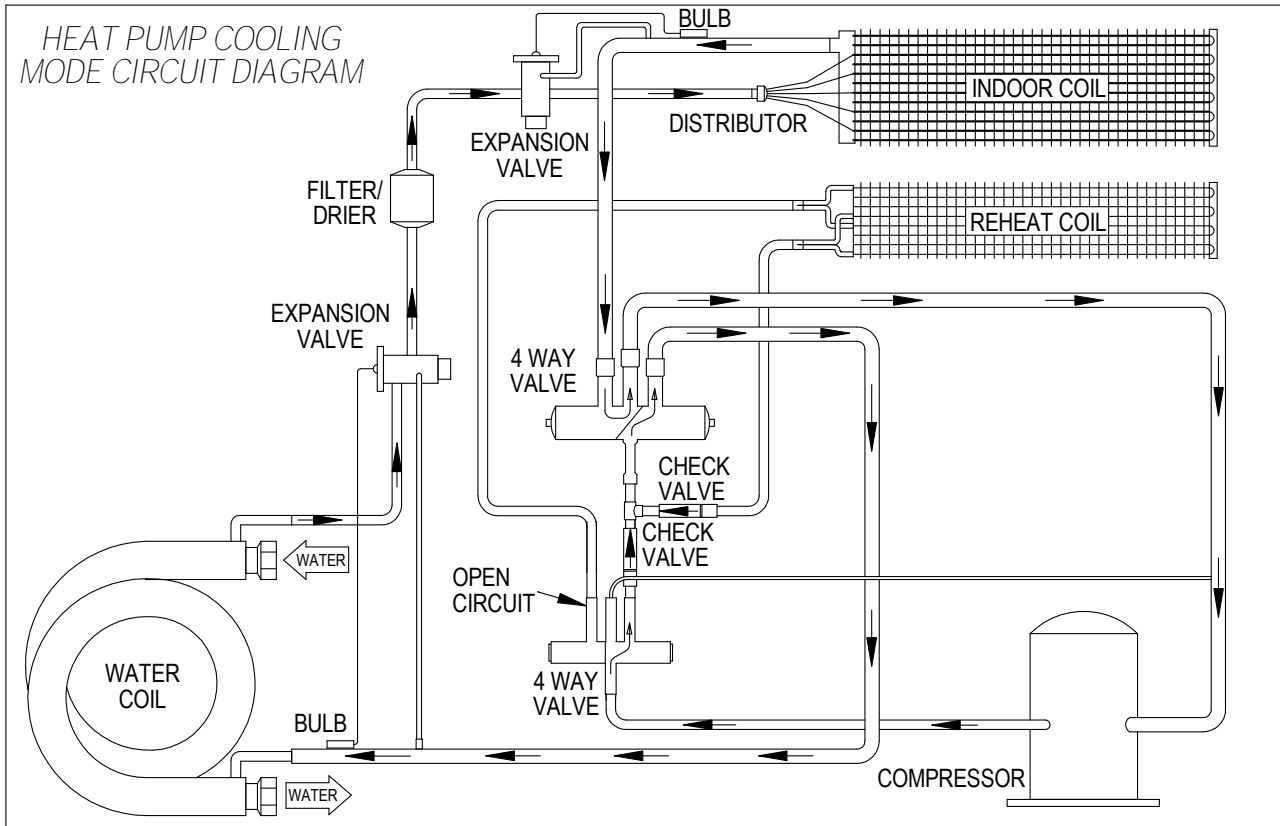 HEAT PUMP COOLING
MODE CIRCUIT DIAGRAM
BULB
INDOOR COIL
DISTRIBUTOR
EXPANSION
VALVE
FILTER/
DRIER
REHEAT COIL
EXPANSION
VALVE
4 WAY
VALVE
CHECK
VALVE
CHECK
VALVE
WATER
OPEN
CIRCUIT
WATER
COIL
4 WAY
VALVE
BULB
COMPRESSOR
WATER